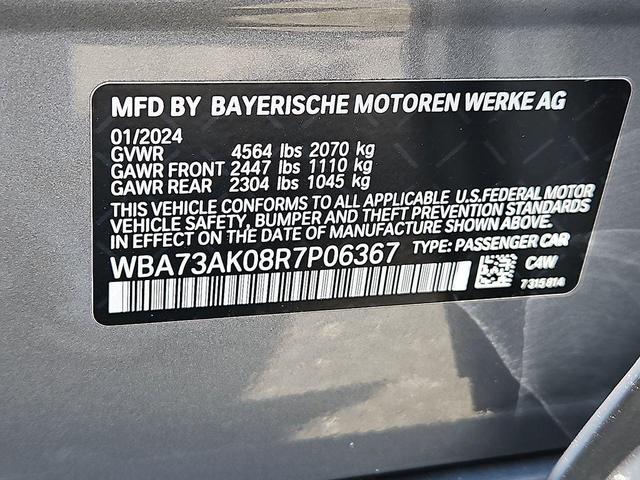 MFD BY BAYERISCHE MOTOREN WERKE AG
01/2024
GVWR 4564 lbs 2070 kg
GAWR FRONT 2447 lbs 1110 kg
GAWR REAR 2304 lbs 1045 kg
THIS VEHICLE CONFORMS TO ALL APPLICABLE U.S.FEDERAL MOTOR
VEHICLE SAFETY, BUMPER AND THEFT PREVENTION STANDARDS
IN EFFECT ON THE DATE OF MANUFACTURE SHOWN ABOVE.
WBA73AK08R7P06367 TYPE: PASSENGER CAR
C4W
7315814